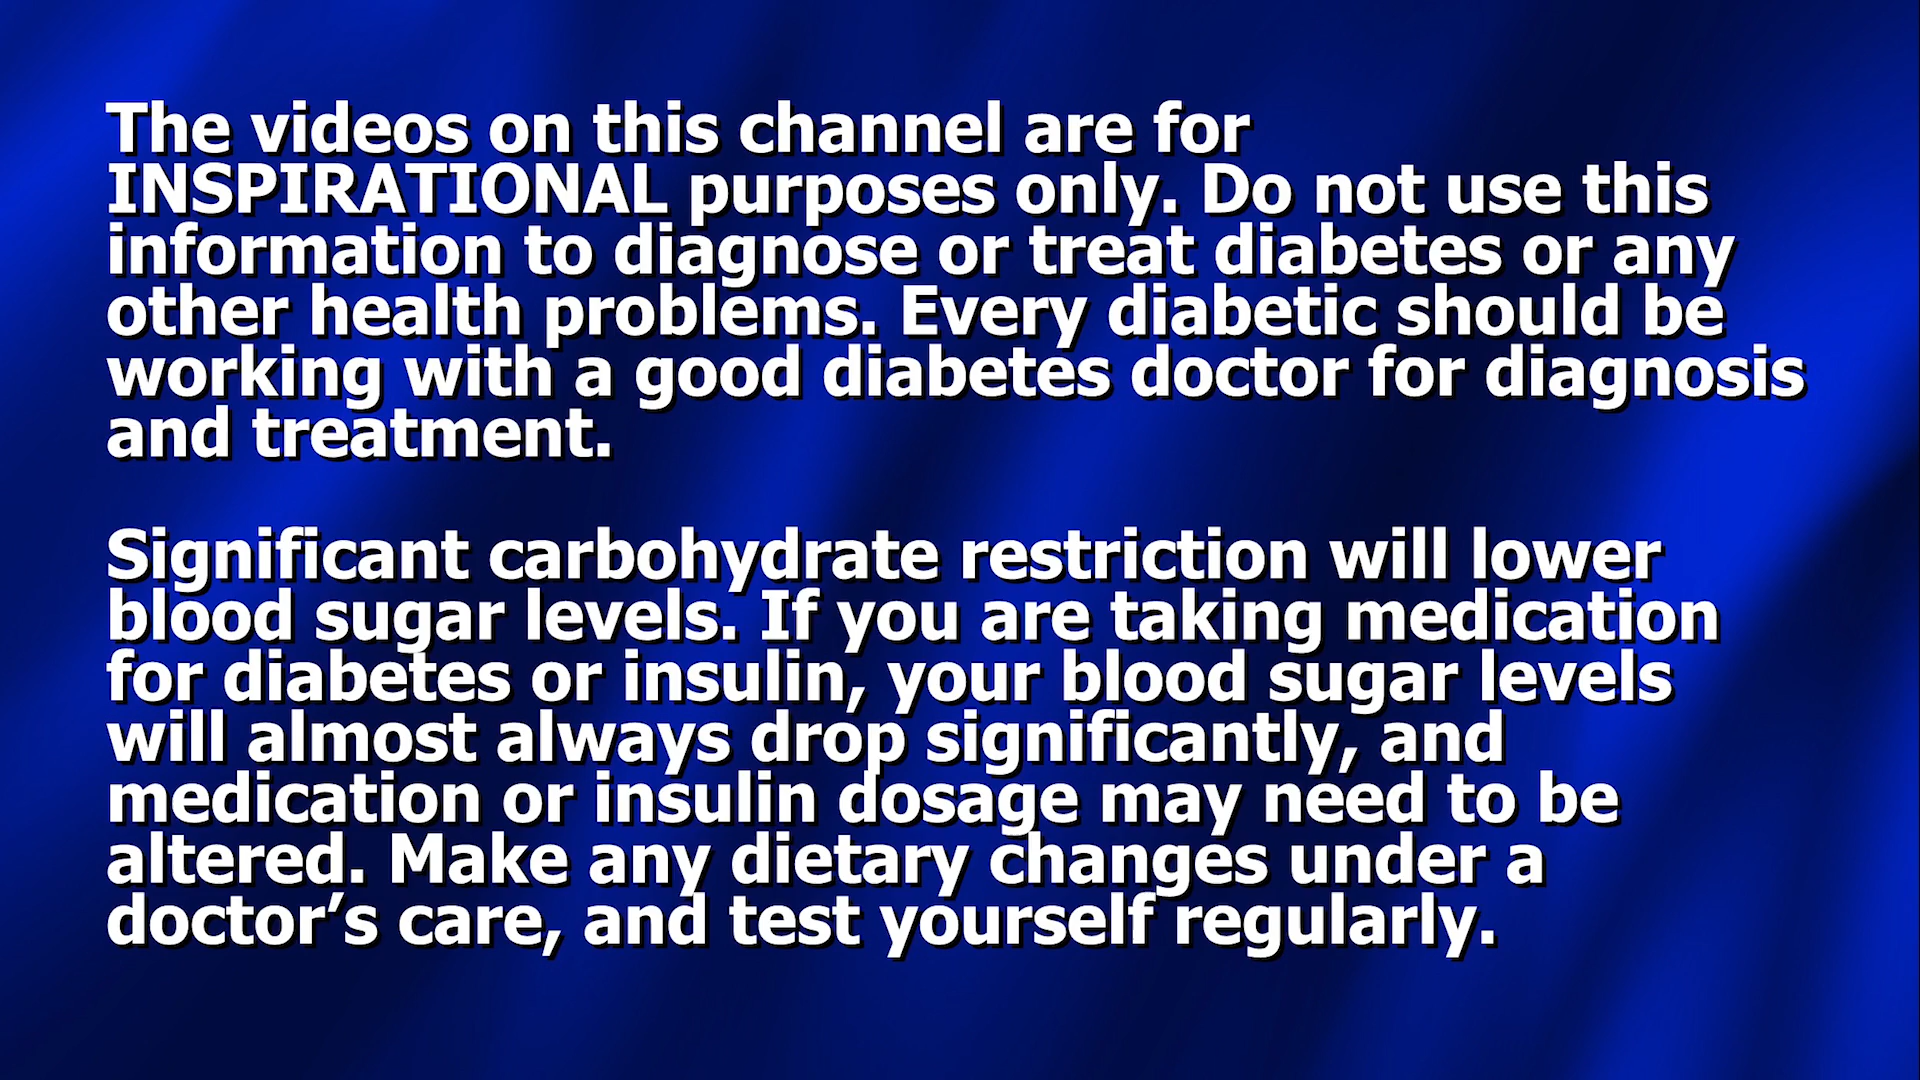 The videos on this channel are for
INSPIRATIONAL purposes only. Do not use this
information to diagnose or treat diabetes or any
other health problems. Every diabetic should be
working with a good diabetes doctor for diagnosis
and treatment.
Significant carbohydrate restriction will lower
blood sugar levels. If you are taking medication
for diabetes or insulin, your blood sugar levels
will almost always drop significantly, and
medication or insulin dosage may need to be
altered. Make any dietary changes under a
doctor’s care, and test yourself regularly.